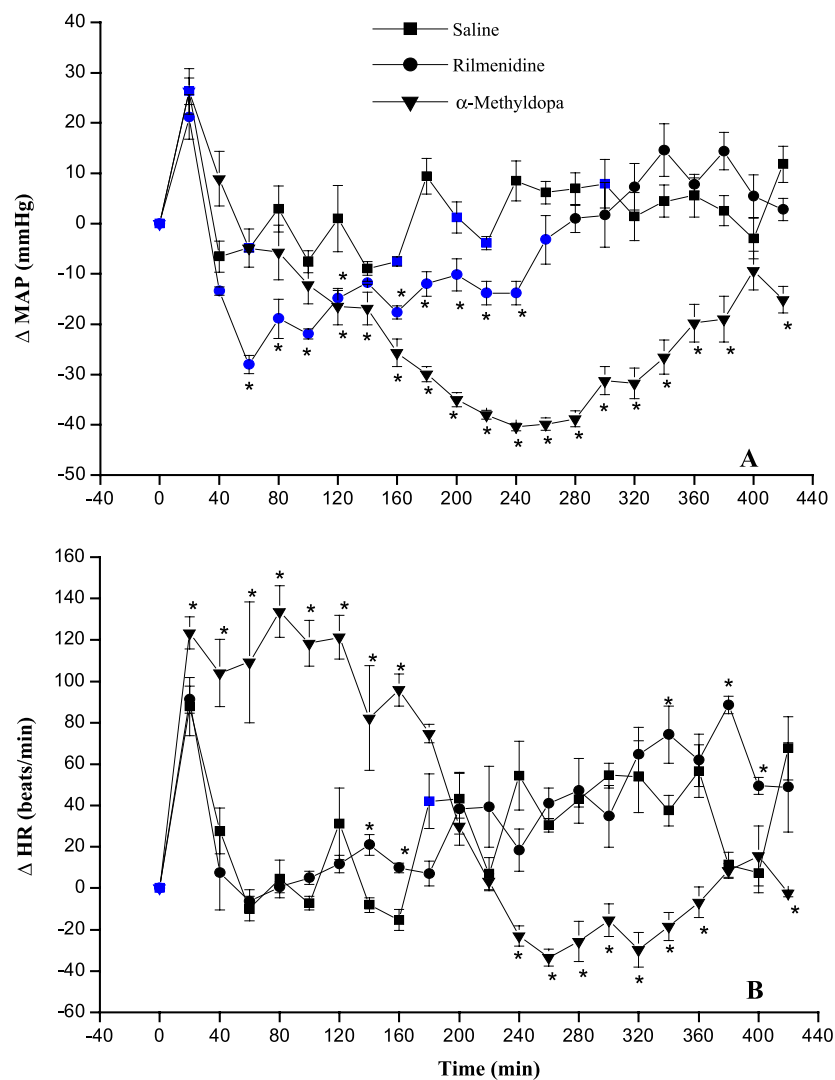 Saline
Rilmenidine
α-Methyldopa
Δ MAP (mmHg)
40
30
20
10
0
-10
-20
-30
-40
-50
* * * * * * * * * * * * * * * * * * * * * * * *
A
-40 0 40 80 120 160 200 240 280 320 360 400 440
Δ HR (beats/min)
160
140
120
100
80
60
40
20
0
-20
-40
-60
* * * * * * * * * * * * * * * * * * * * *
B
-40 0 40 80 120 160 200 240 280 320 360 400 440
Time (min)